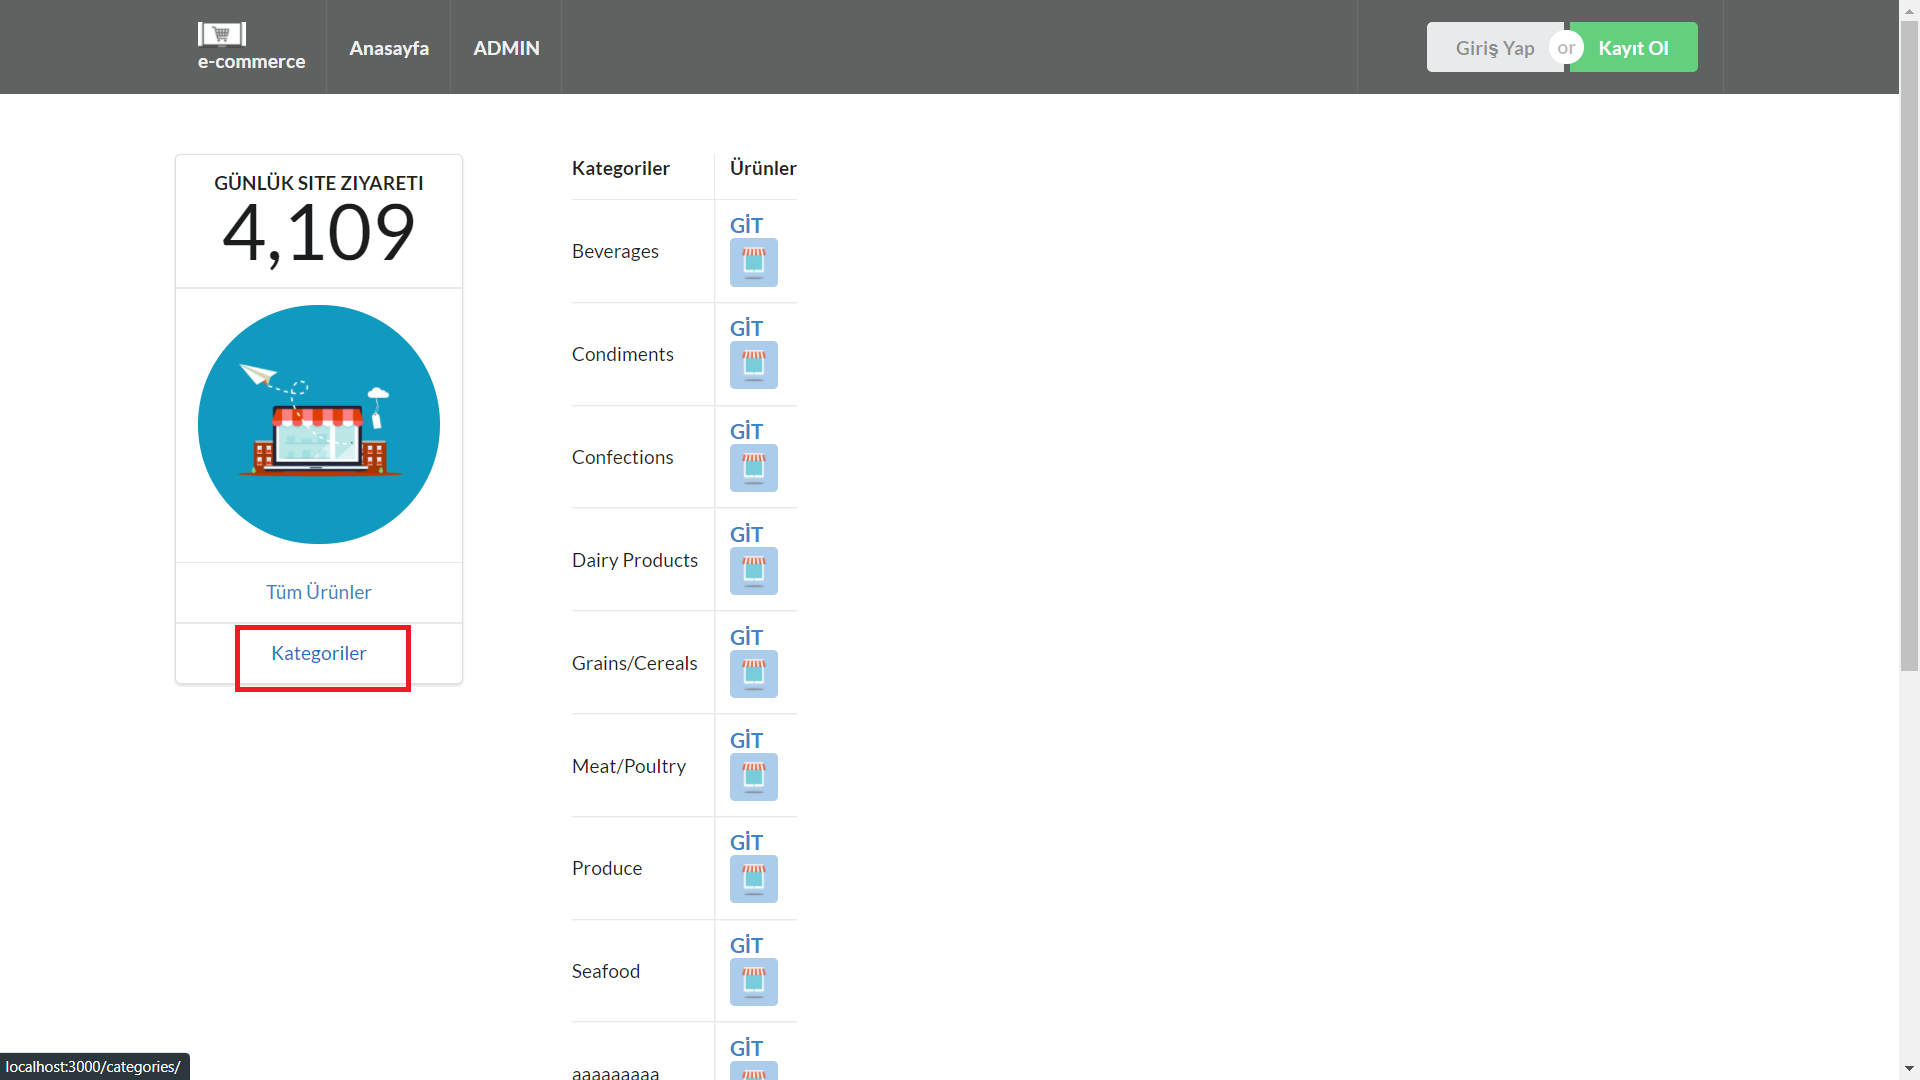 e-commerce
Anasayfa
ADMIN
Giriş Yap
or
Kayıt Ol
GÜNLÜK SITE ZIYARETI
4,109
Tüm Ürünler
Kategoriler
Kategoriler
Ürünler
Beverages
GİT
Condiments
GİT
Confections
GİT
Dairy Products
GİT
Grains/Cereals
GİT
Meat/Poultry
GİT
Produce
GİT
Seafood
GİT
aaaaaaaaa
GİT
localhost:3000/categories/